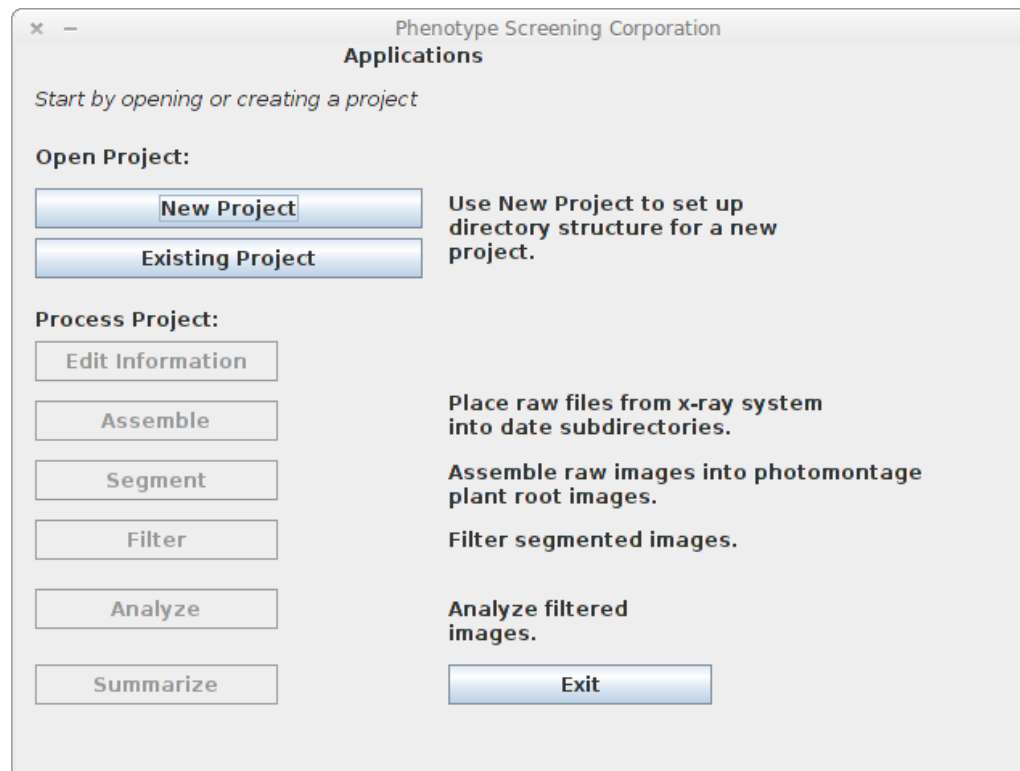 Phenotype Screening Corporation
Applications
Start by opening or creating a project
Open Project:
New Project
Use New Project to set up
directory structure for a new
project.
Existing Project
Process Project:
Edit Information
Assemble
Place raw files from x-ray system
into date subdirectories.
Segment
Assemble raw images into photomontage
plant root images.
Filter
Filter segmented images.
Analyze
Analyze filtered
images.
Summarize
Exit